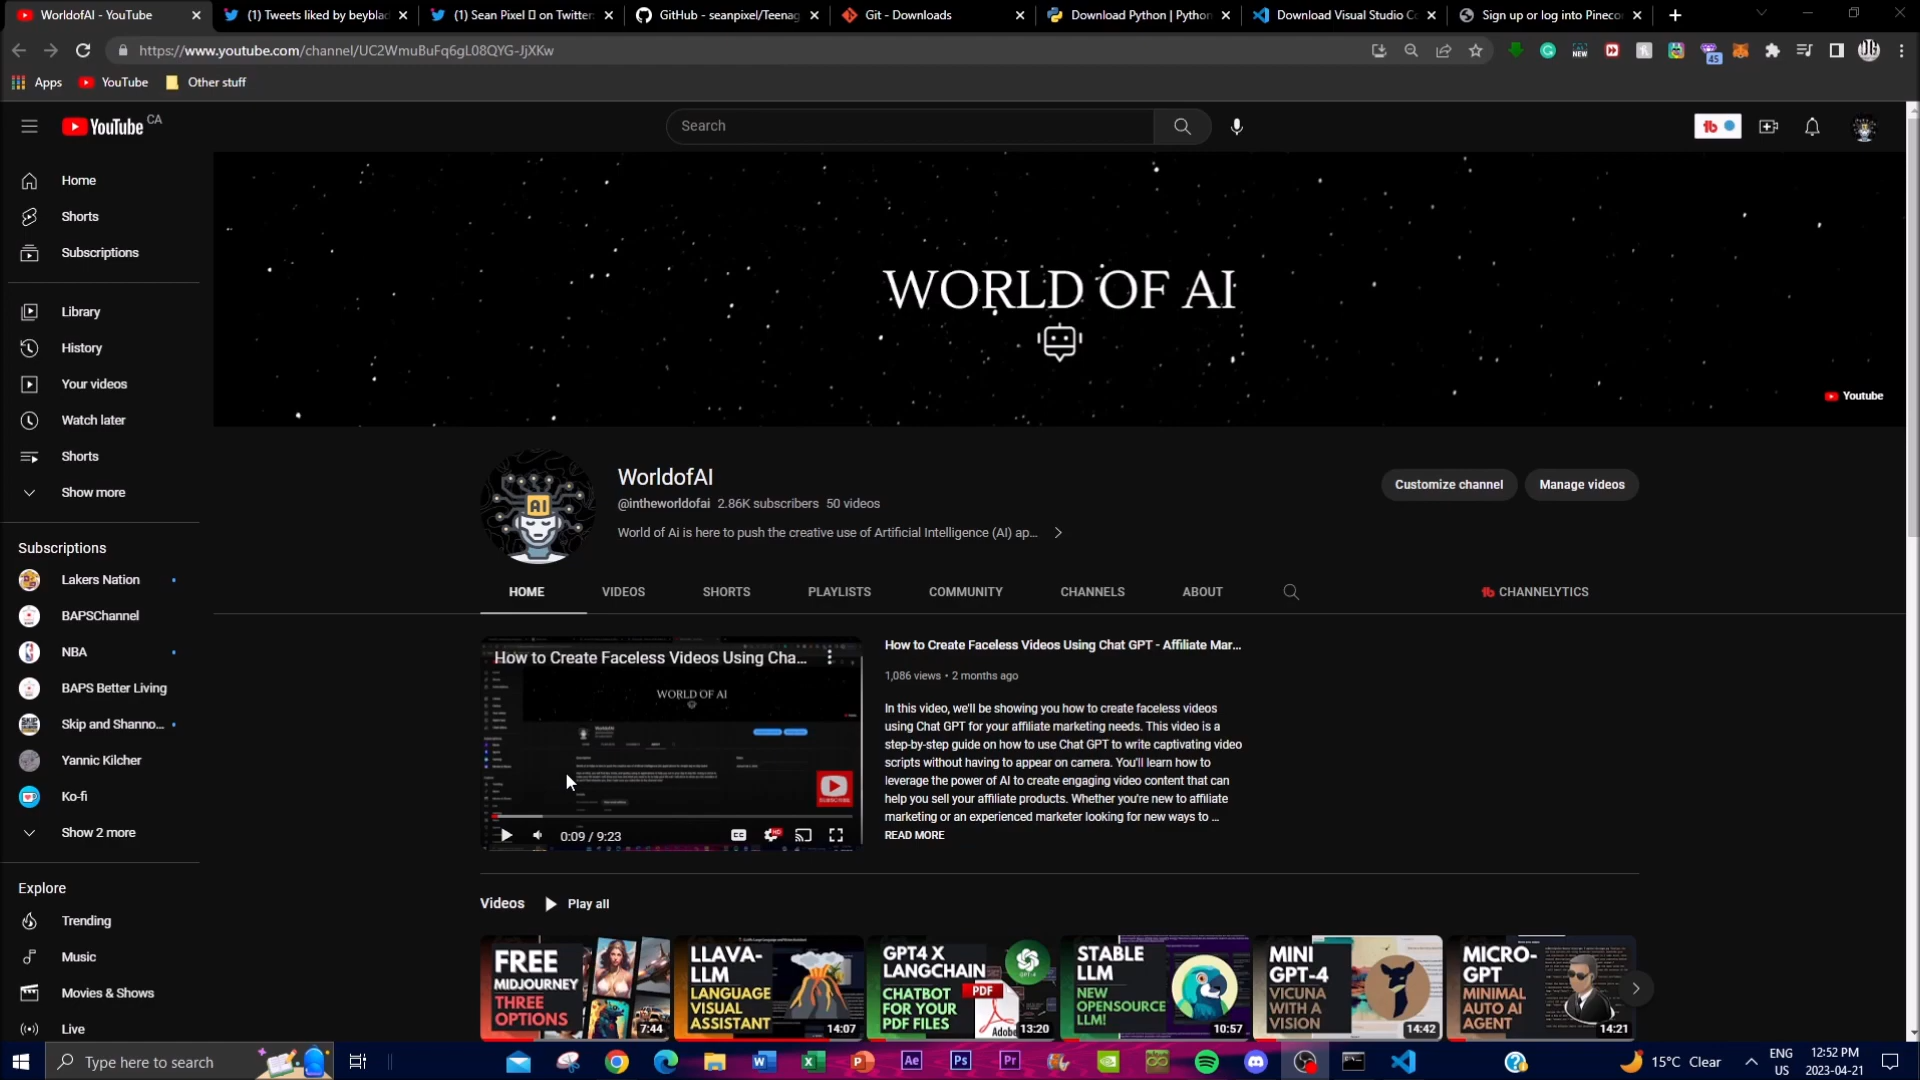 WorldofAI - YouTube
(1) Tweets liked by beyblad
(1) Sean Pixel on Twitter:
GitHub - seanpixel/Teenag
Git - Downloads
Download Python | Python
Download Visual Studio Co
Sign up or log into Pineco
https://www.youtube.com/channel/UC2WmuBuFq6gL08QYG-JjXKw
NEW
45
Apps
YouTube
Other stuff
YouTube CA
Search
Home
Shorts
Subscriptions
Library
History
Your videos
Watch later
Shorts
Show more
Subscriptions
Lakers Nation
BAPSChannel
NBA
BAPS Better Living
Skip and Shanno...
Yannic Kilcher
Ko-fi
Show 2 more
Explore
Trending
Music
Movies & Shows
Live
WORLD OF AI
Youtube
AI
WorldofAI
@intheworldofai 2.86K subscribers 50 videos
World of Ai is here to push the creative use of Artificial Intelligence (AI) ap...
Customize channel
Manage videos
HOME
VIDEOS
SHORTS
PLAYLISTS
COMMUNITY
CHANNELS
ABOUT
CHANNELYTICS
How to Create Faceless Videos Using Cha...
WORLD OF AI
SUBSCRIBE
0:09 / 9:23
CC
HD
How to Create Faceless Videos Using Chat GPT - Affiliate Mar...
1,086 views • 2 months ago
In this video, we'll be showing you how to create faceless videos
using Chat GPT for your affiliate marketing needs. This video is a
step-by-step guide on how to use Chat GPT to write captivating video
scripts without having to appear on camera. You'll learn how to
leverage the power of AI to create engaging video content that can
help you sell your affiliate products. Whether you're new to affiliate
marketing or an experienced marketer looking for new ways to ...
READ MORE
Videos
Play all
FREE
MIDJOURNEY
THREE
OPTIONS
7:44
LLAVA-
LLM
LANGUAGE
VISUAL
ASSISTANT
14:07
GPT4 X
LANGCHAIN
CHATBOT
FOR YOUR
PDF FILES
GPT-4
PDF
Adobe
13:20
STABLE
LLM
NEW
OPENSOURCE
LLM!
10:57
MINI
GPT-4
VICUNA
WITH A
VISION
14:42
MICRO-
GPT
MINIMAL
AUTO AI
AGENT
14:21
Type here to search
Ae
Ps
Pr
15°C Clear
ENG
US
12:52 PM
2023-04-21